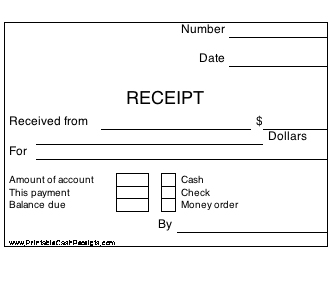 Number
Date
RECEIPT
Received from $
Dollars
For
Amount of account Cash
This payment Check
Balance due Money order
By
www.PrintableCashReceipts.com